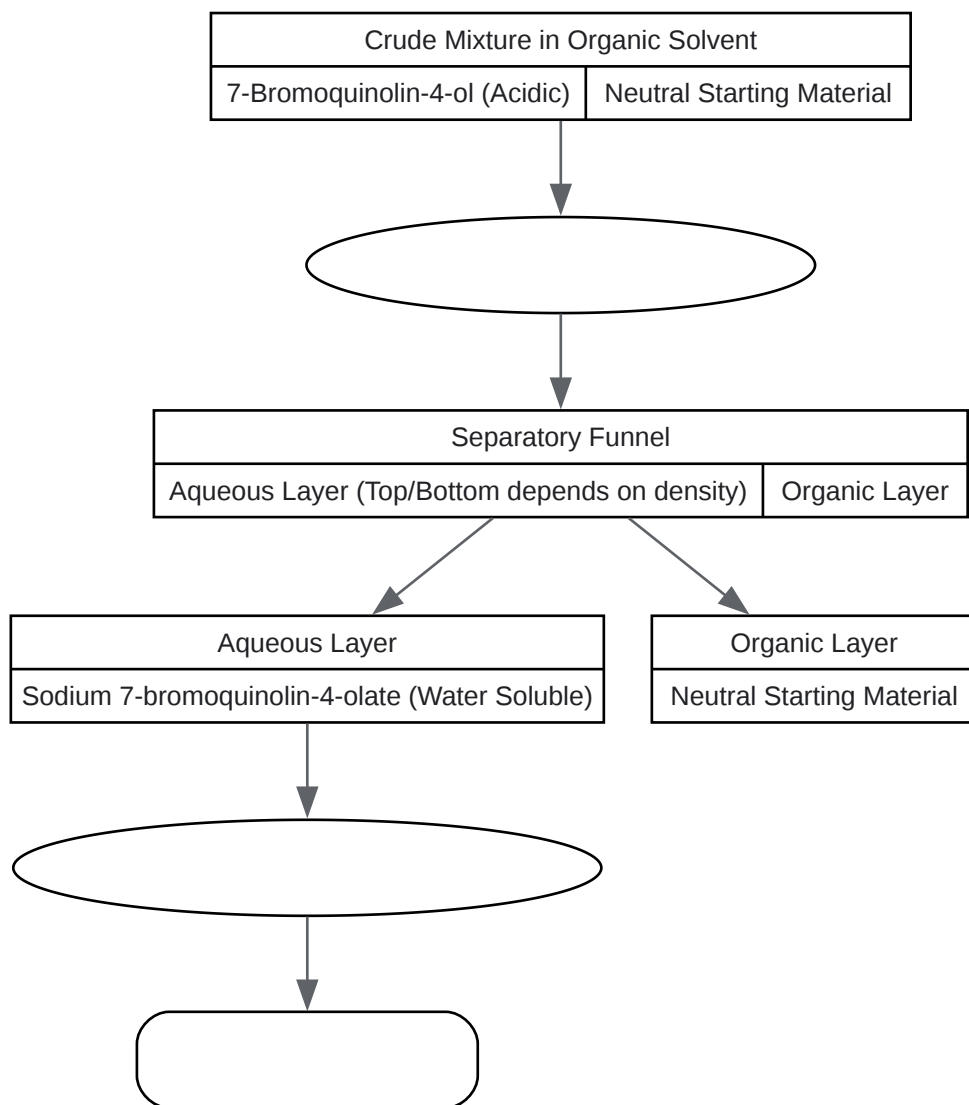 Crude Mixture in Organic Solvent
7-Bromoquinolin-4-ol (Acidic)
Neutral Starting Material
Separatory Funnel
Aqueous Layer (Top/Bottom depends on density)
Organic Layer
Aqueous Layer
Sodium 7-bromoquinolin-4-olate (Water Soluble)
Organic Layer
Neutral Starting Material